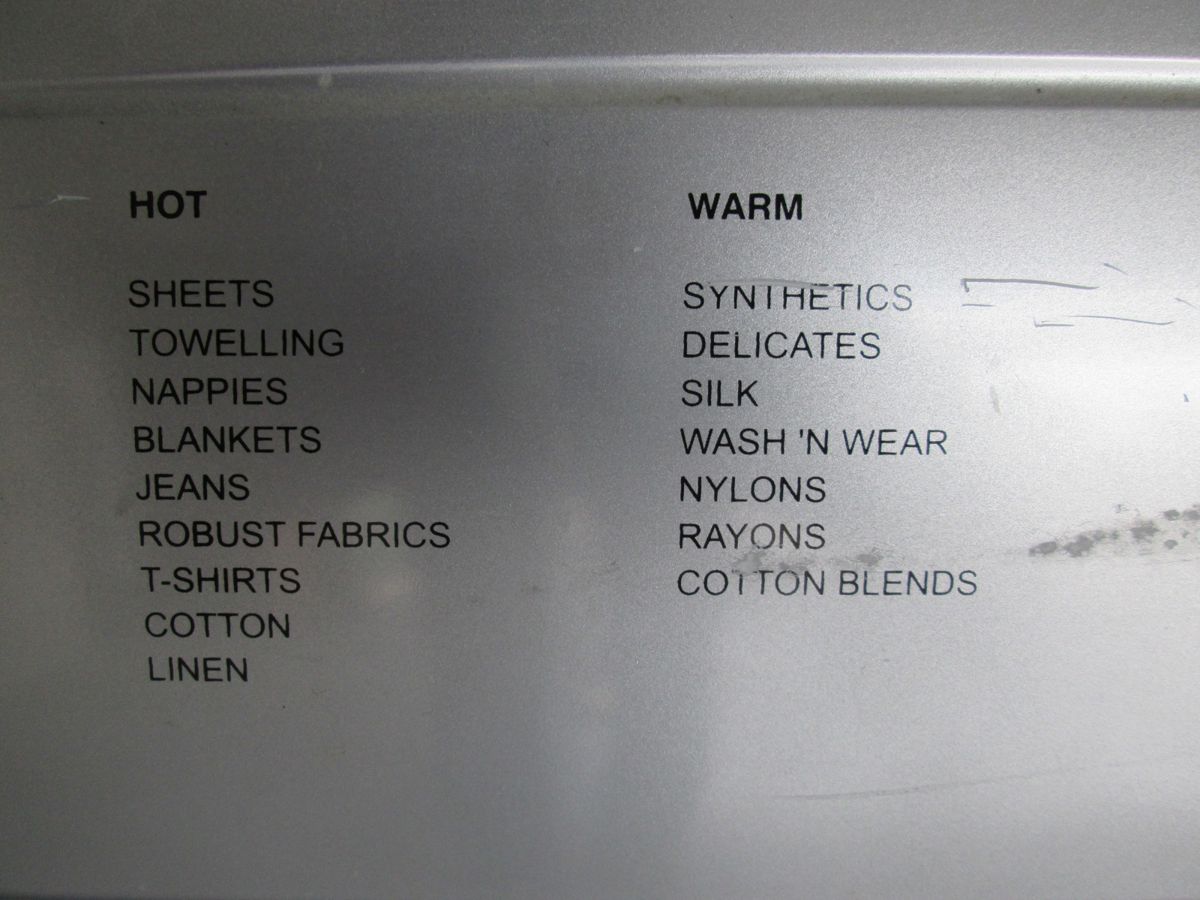 HOT
SHEETS
TOWELLING
NAPPIES
BLANKETS
JEANS
ROBUST FABRICS
T-SHIRTS
COTTON
LINEN
WARM
SYNTHETICS
DELICATES
SILK
WASH 'N WEAR
NYLONS
RAYONS
COTTON BLENDS